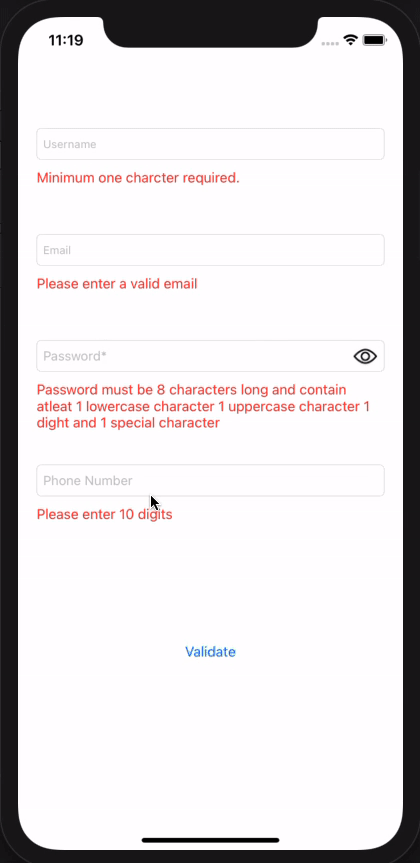 11:19
Username
Minimum one charcter required.
Email
Please enter a valid email
Password*
Password must be 8 characters long and contain
atleat 1 lowercase character 1 uppercase character 1
dight and 1 special character
Phone Number
Please enter 10 digits
Validate